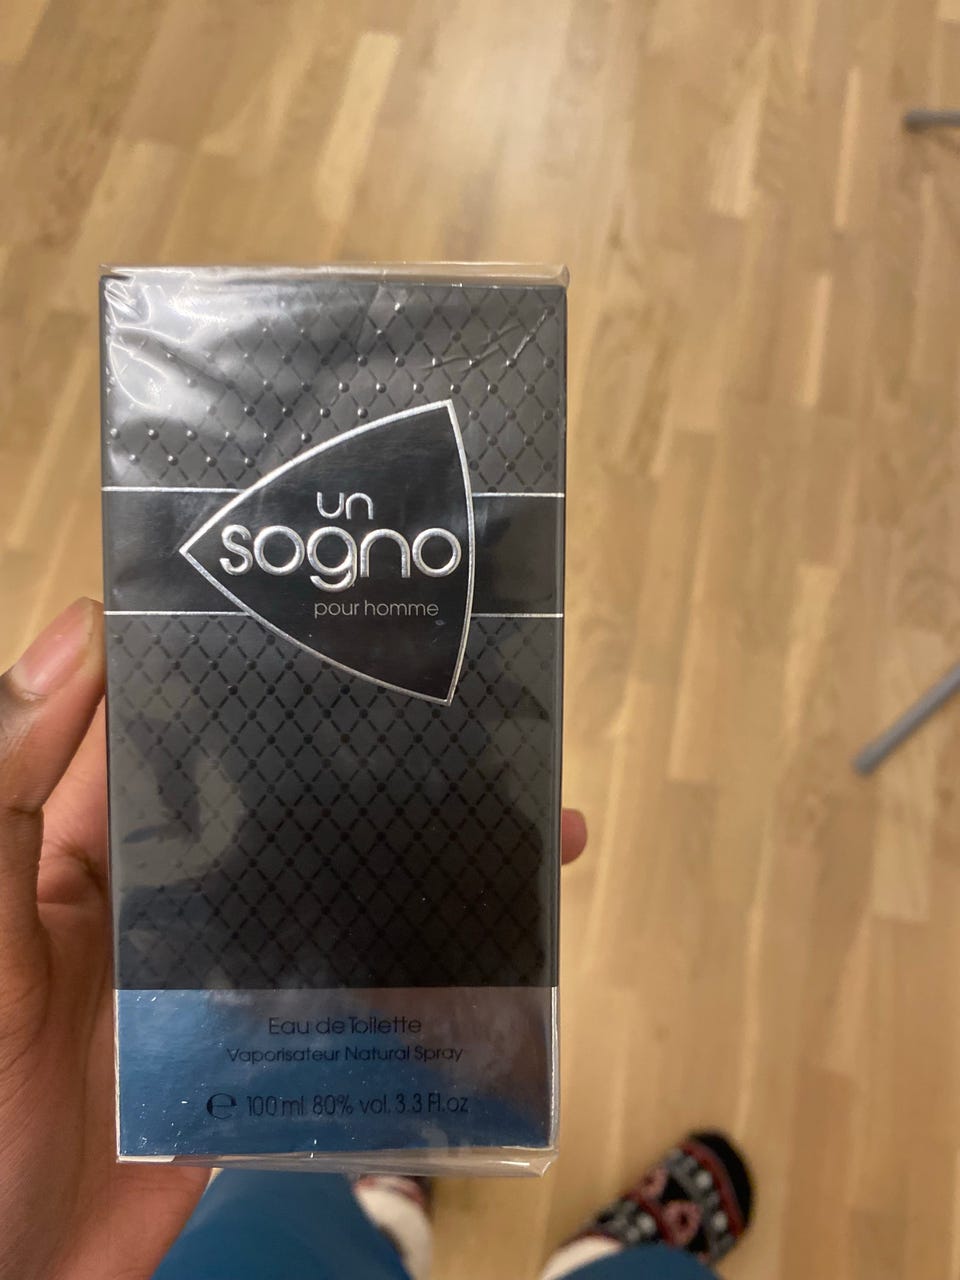 un
sogno
pour homme
Eau de Toilette
Vaporisateur Natural Spray
℮ 100 ml 80% vol. 3.3 Fl.oz